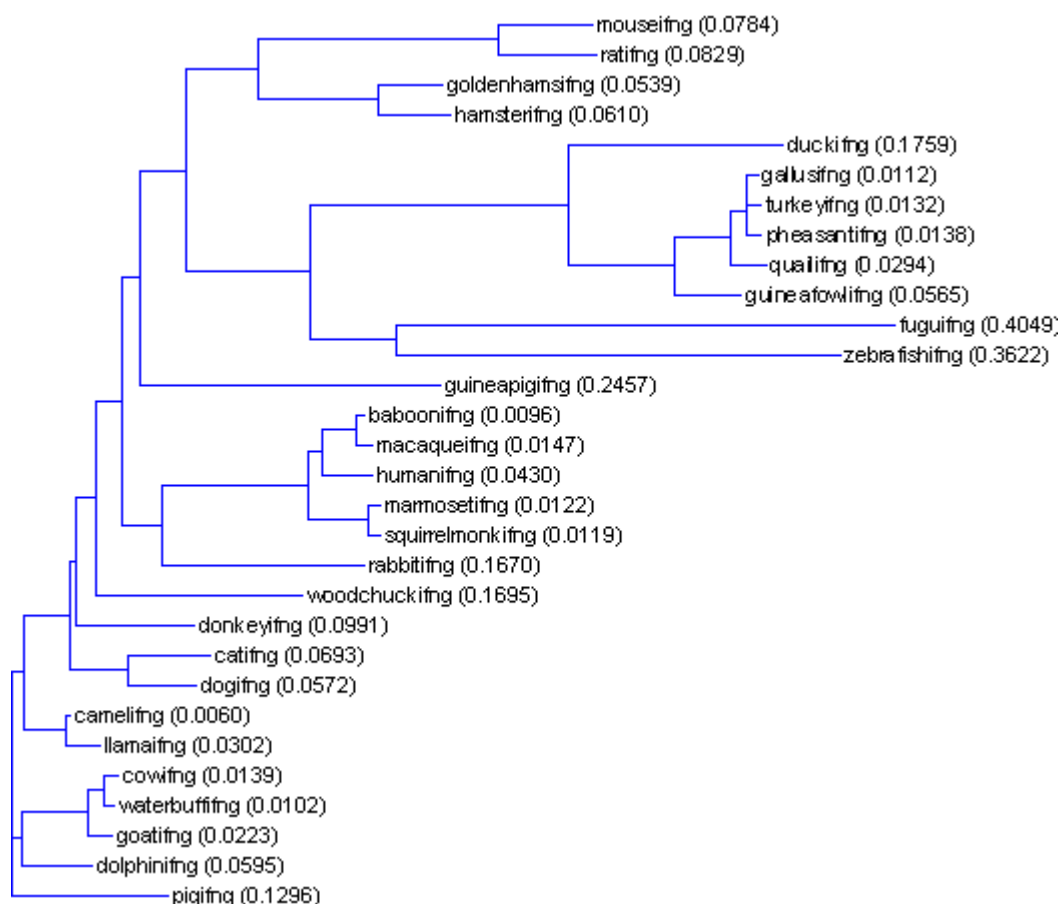 mouseifng (0.0784)
ratifng (0.0829)
goldenhamsifng (0.0539)
hamsterifng (0.0610)
duckifng (0.1759)
gallusifng (0.0112)
turkeyifng (0.0132)
pheasantifng (0.0138)
quailifng (0.0294)
guineafowlifng (0.0565)
fuguifng (0.4049)
zebrafishifng (0.3622)
guineapigifng (0.2457)
baboonifng (0.0096)
macaqueifng (0.0147)
humanifng (0.0430)
marmosetifng (0.0122)
squirrelmonkifng (0.0119)
rabbitifng (0.1670)
woodchuckifng (0.1695)
donkeyifng (0.0991)
catifng (0.0693)
dogifng (0.0572)
camelifng (0.0060)
llamaifng (0.0302)
cowifng (0.0139)
waterbuffifng (0.0102)
goatifng (0.0223)
dolphinifng (0.0595)
pigifng (0.1296)